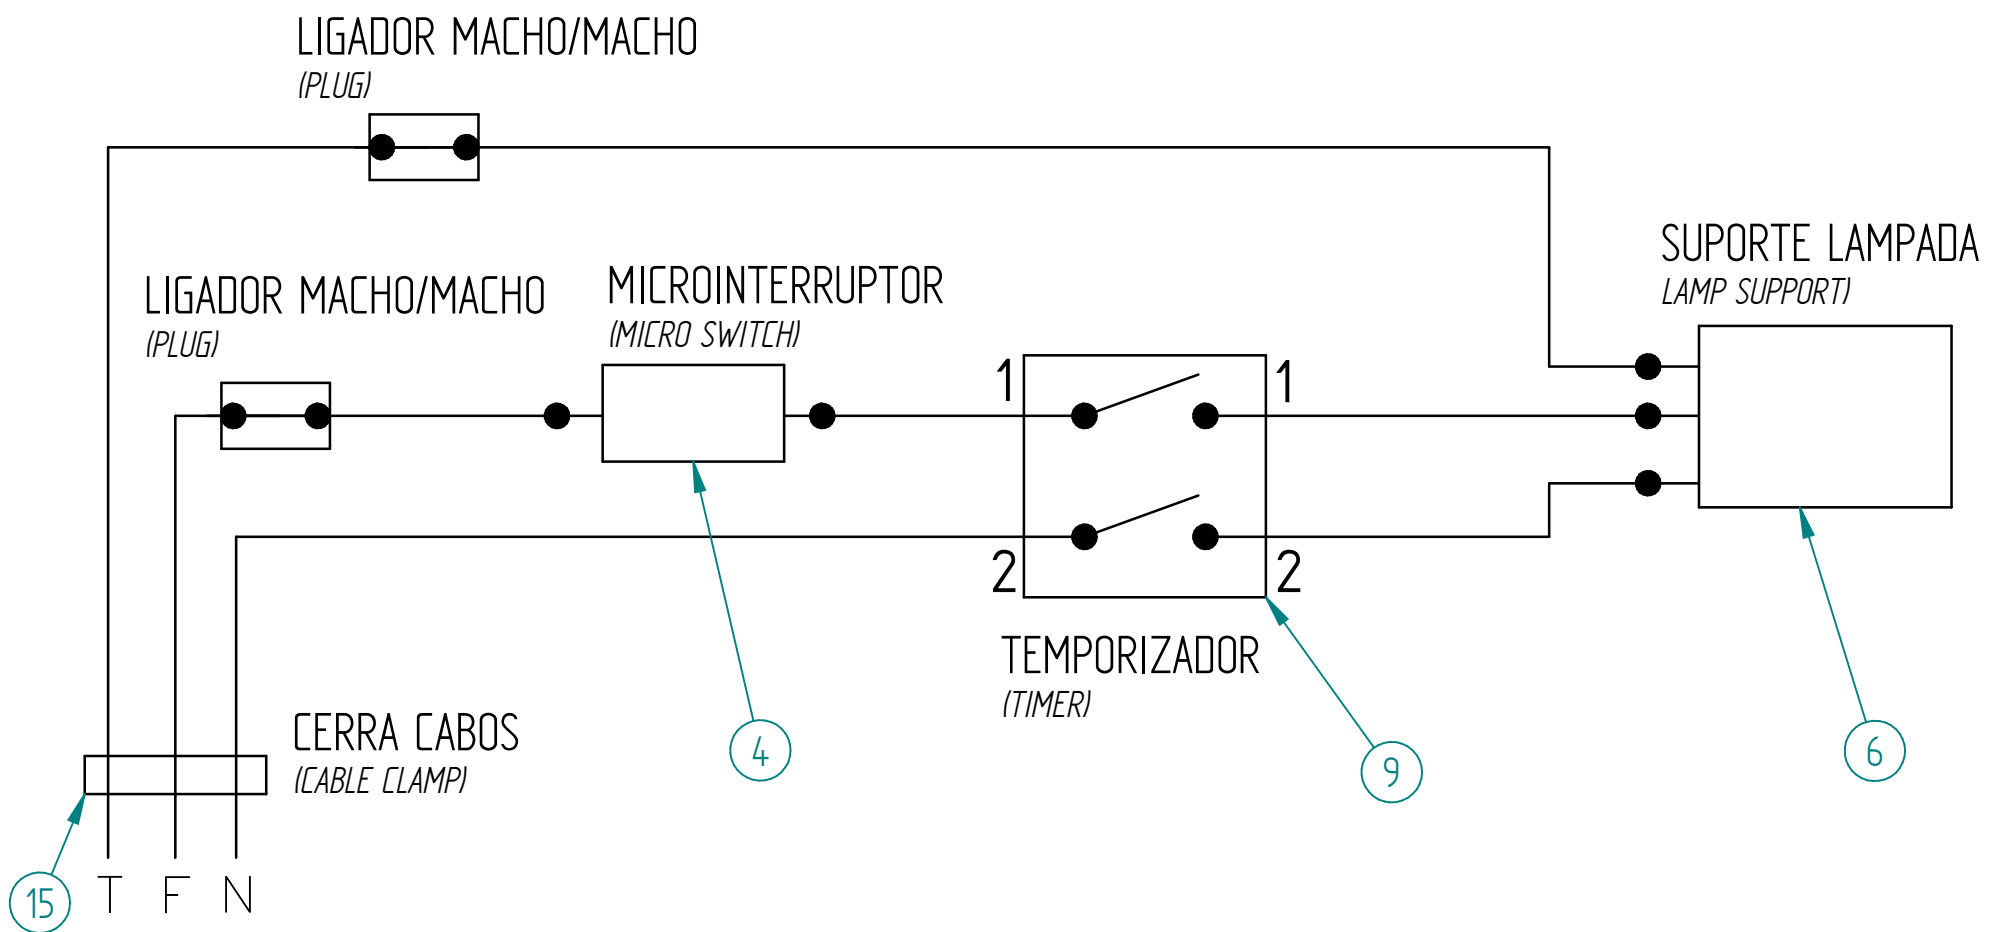 LIGADOR MACHO/MACHO
(PLUG)
SUPORTE LAMPADA
LAMP SUPPORT)
LIGADOR MACHO/MACHO
(PLUG)
MICROINTERRUPTOR
(MICRO SWITCH)
1
1
2
2
TEMPORIZADOR
(TIMER)
CERRA CABOS
(CABLE CLAMP)
4
9
6
15
T F N